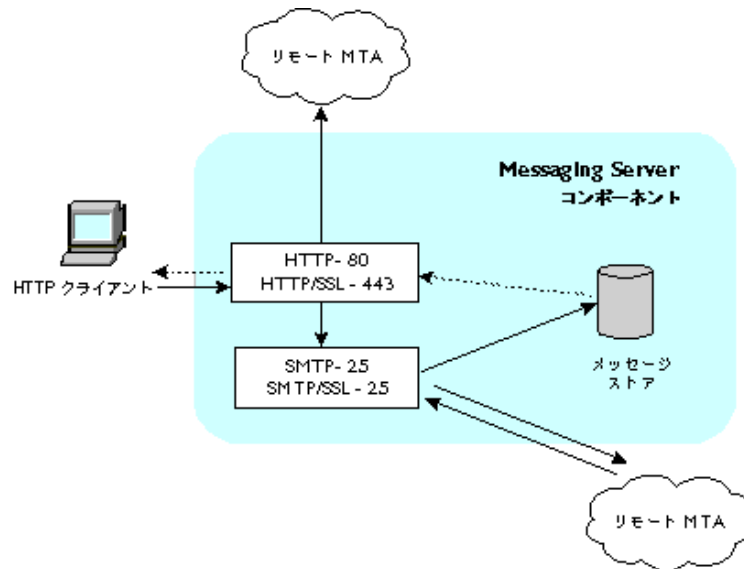 リモート MTA
Messaging Server
コンポーネント
HTTP- 80
HTTP/SSL - 443
HTTP クライアント
SMTP- 25
SMTP/SSL - 25
メッセージ
ストア
リモート MTA